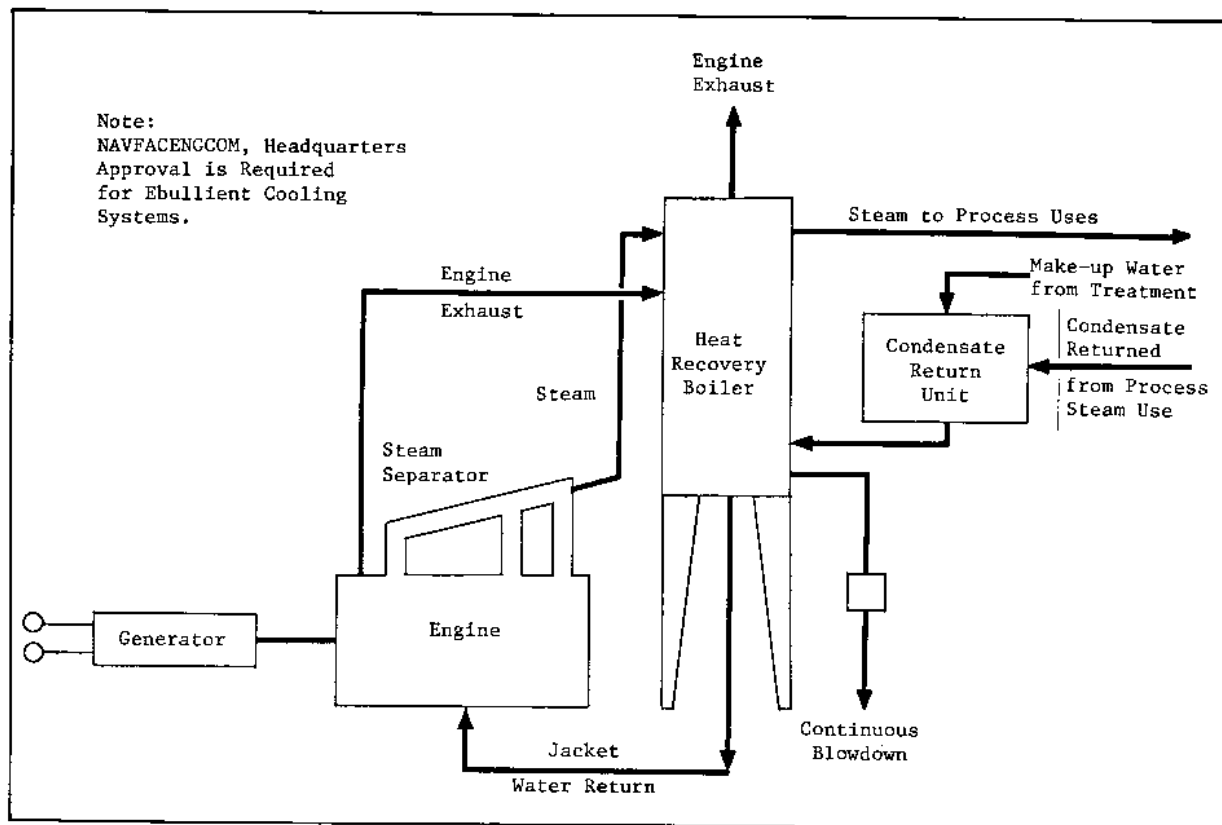 Note:
NAVFACENGCOM, Headquarters
Approval is Required
for Ebullient Cooling
Systems.
Engine
Exhaust
Steam to Process Uses
Make-up Water
from Treatment
Engine
Exhaust
Condensate
Returned
from Process
Steam Use
Heat
Recovery
Boiler
Condensate
Return
Unit
Steam
Steam
Separator
Generator
Engine
Continuous
Blowdown
Jacket
Water Return